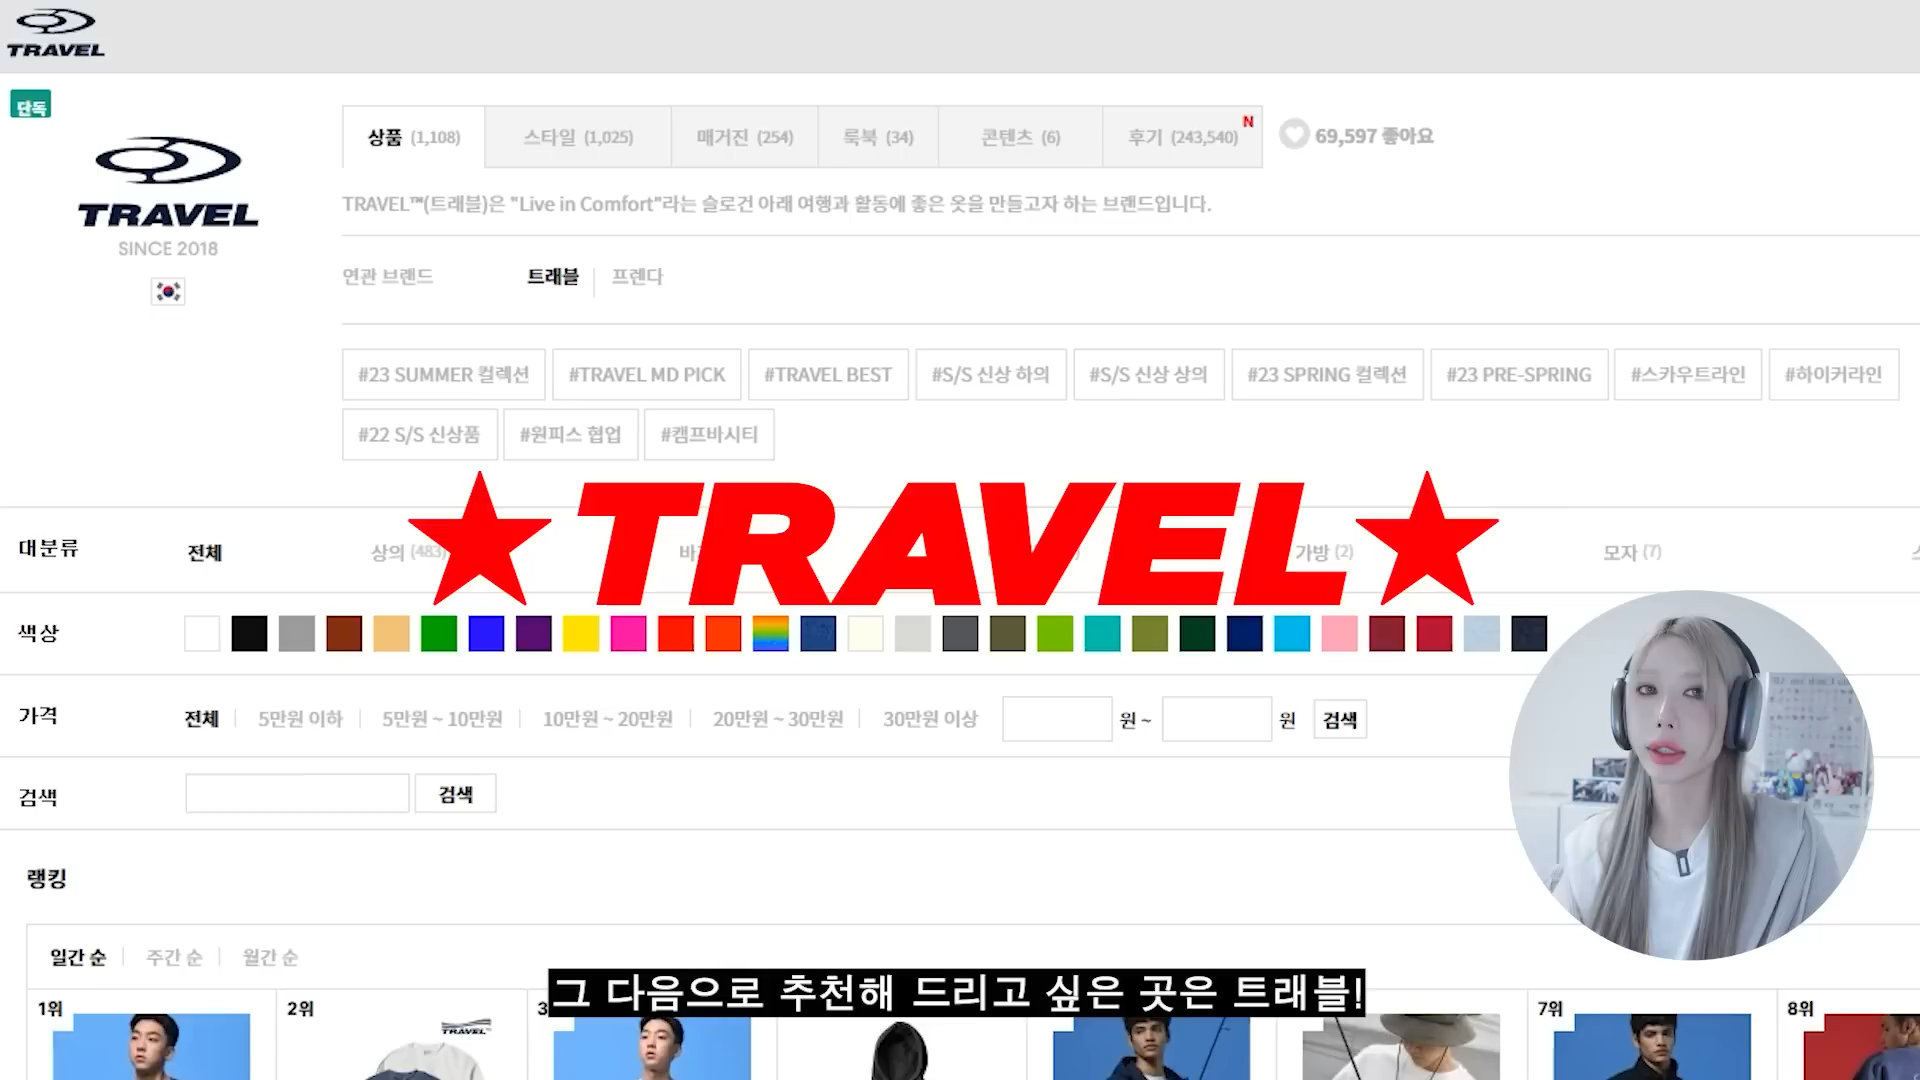 TRAVEL
단독
TRAVEL
SINCE 2018
상품 (1,108)
스타일 (1,025)
매거진 (254)
룩북 (34)
콘텐츠 (6)
후기 (243,540)
N
69,597 좋아요
TRAVEL™(트래블)은 "Live in Comfort"라는 슬로건 아래 여행과 활동에 좋은 옷을 만들고자 하는 브랜드입니다.
연관 브랜드
트래블
프렌다
#23 SUMMER 컬렉션
#TRAVEL MD PICK
#TRAVEL BEST
#S/S 신상 하의
#S/S 신상 상의
#23 SPRING 컬렉션
#23 PRE-SPRING
#스카우트라인
#하이커라인
#22 S/S 신상품
#원피스 협업
#캠프바시티
★TRAVEL★
대분류
전체
상의 (483)
가방 (2)
모자 (7)
색상
가격
전체
5만원 이하
5만원 ~ 10만원
10만원 ~ 20만원
20만원 ~ 30만원
30만원 이상
원 ~
원
검색
검색
검색
랭킹
일간 순
주간 순
월간 순
그 다음으로 추천해 드리고 싶은 곳은 트래블!
1위
2위
TRAVEL
3
7위
8위